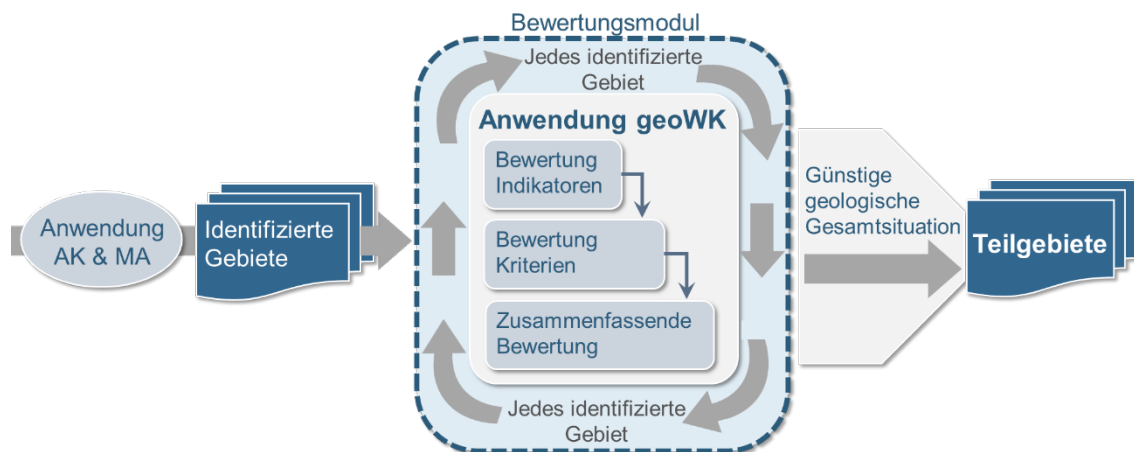 Bewertungsmodul
Jedes identifizierte
Gebiet
Anwendung geoWK
Bewertung
Indikatoren
Bewertung
Kriterien
Zusammenfassende
Bewertung
Jedes identifizierte
Gebiet
Anwendung
AK & MA
Identifizierte
Gebiete
Günstige
geologische
Gesamtsituation
Teilgebiete